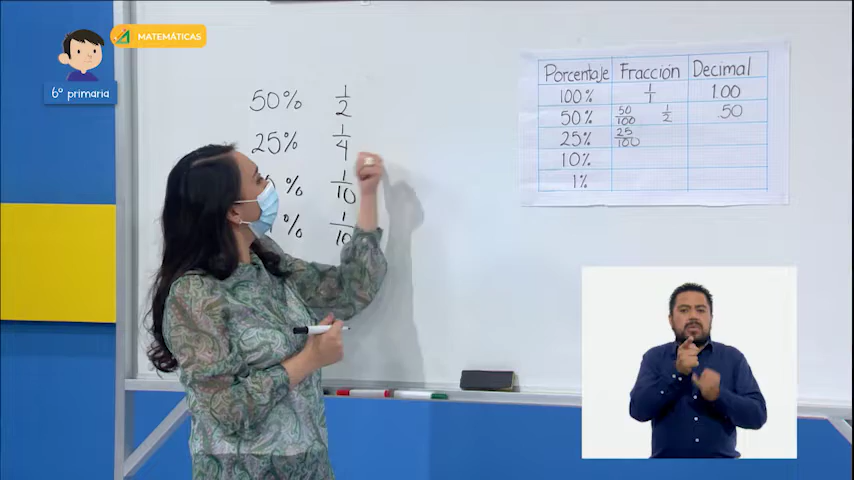 MATEMÁTICAS
6º primaria
50% 1/2
25% 1/4
% 1/10
% 1/10
Porcentaje Fracción Decimal
100% 1/1 1.00
50% 50/100 1/2 .50
25% 25/100
10%
1%